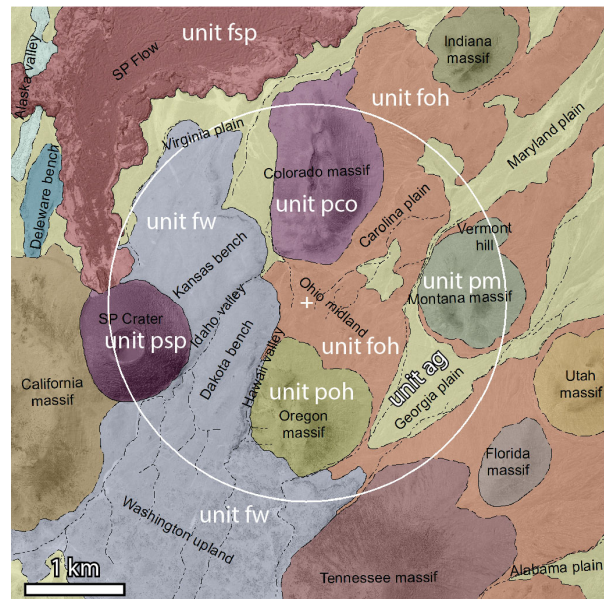 unit fsp
Indiana
massif
SP Flow
Alaska valley
unit foh
Virginia plain
Maryland plain
Deleware bench
Colorado massif
unit pco
Carolina plain
unit fw
Kansas bench
Vermont
hill
unit pm
Montana massif
Ohio midland
SP Crater
unit psp
Idaho valley
unit foh
Dakota bench
Hawaii valley
unit ag
Georgia plain
California
massif
unit poh
Oregon
massif
Utah
massif
Florida
massif
unit fw
Washington upland
1 km
Tennessee massif
Alabama plain